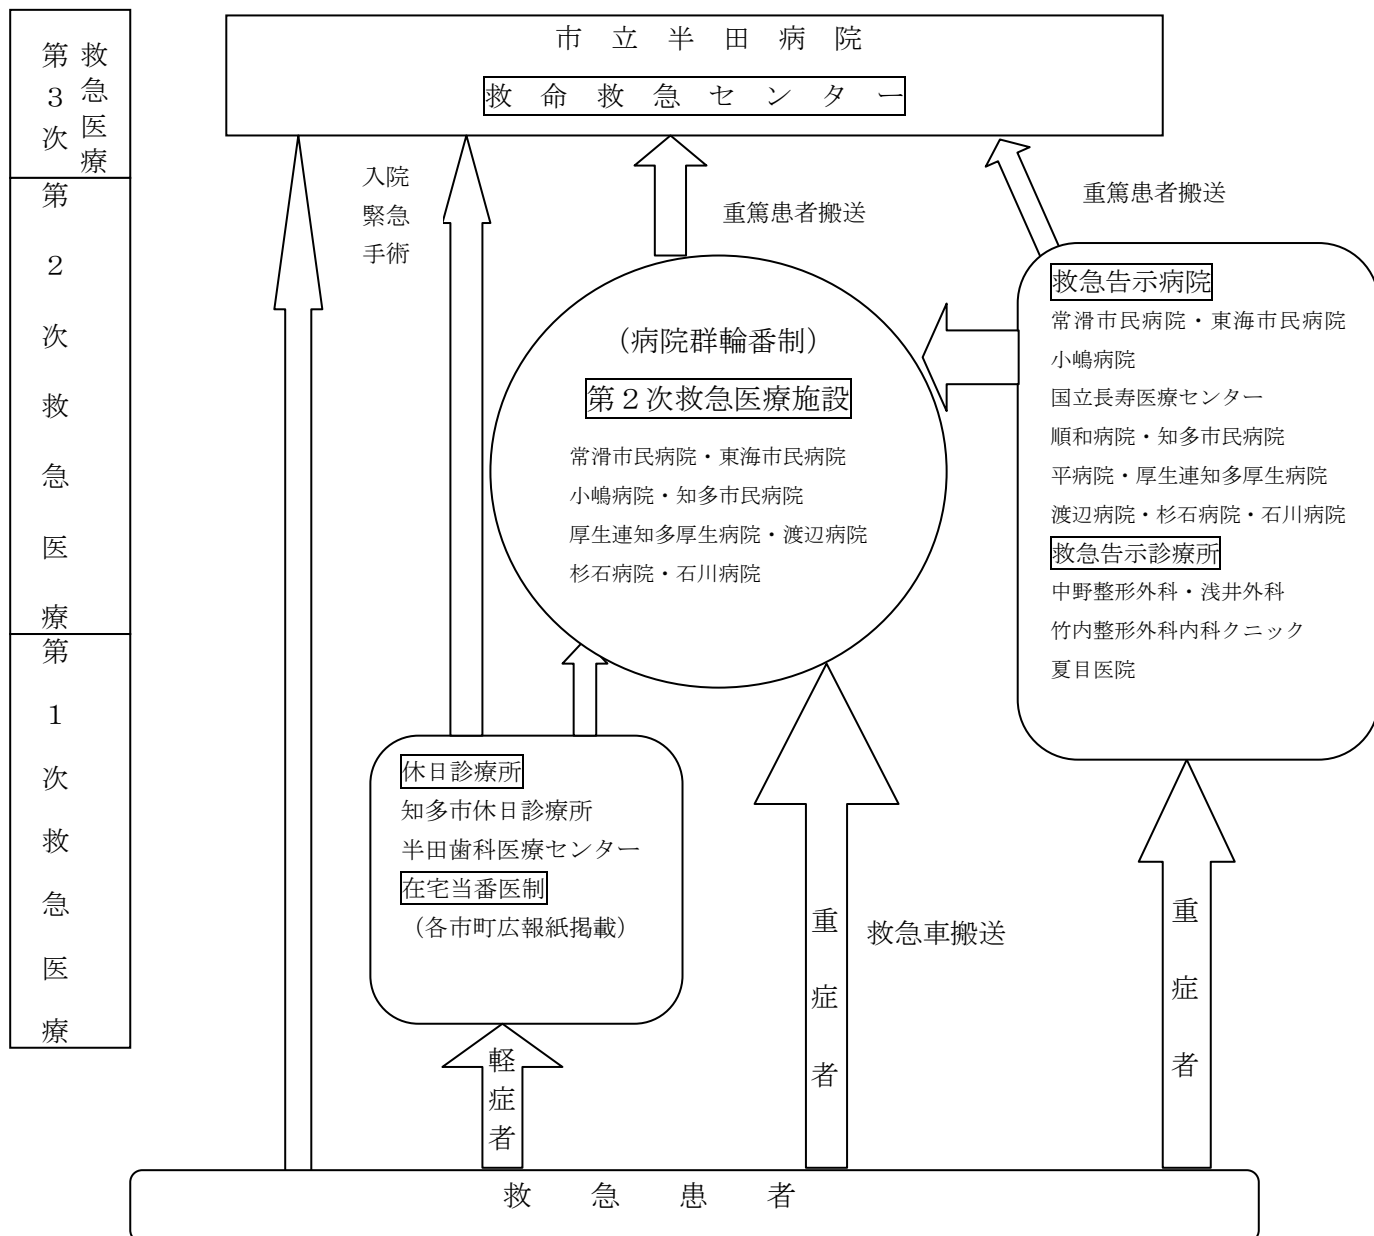 市立半田病院
救命救急センター
第3次
救急医療
第2次救急医療
第1次救急医療
入院
緊急
手術
重篤患者搬送
重篤患者搬送
(病院群輪番制)
第2次救急医療施設
常滑市民病院・東海市民病院
小嶋病院・知多市民病院
厚生連知多厚生病院・渡辺病院
杉石病院・石川病院
救急告示病院
常滑市民病院・東海市民病院
小嶋病院
国立長寿医療センター
順和病院・知多市民病院
平病院・厚生連知多厚生病院
渡辺病院・杉石病院・石川病院
救急告示診療所
中野整形外科・浅井外科
竹内整形外科内科クニック
夏目医院
休日診療所
知多市休日診療所
半田歯科医療センター
在宅当番医制
(各市町広報紙掲載)
軽症者
重症者
救急車搬送
重症者
救急患者